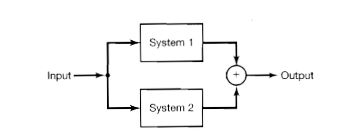 System 1
Input
+
Output
System 2